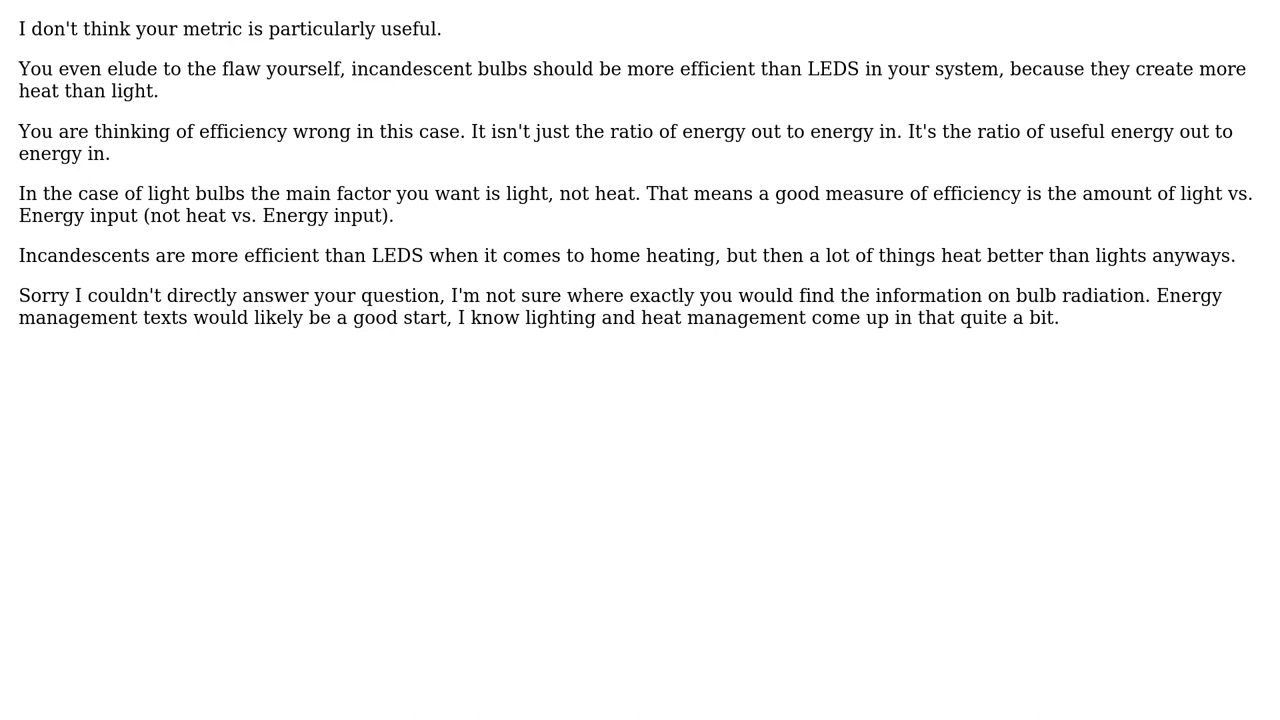 I don't think your metric is particularly useful.
You even elude to the flaw yourself, incandescent bulbs should be more efficient than LEDS in your system, because they create more
heat than light.
You are thinking of efficiency wrong in this case. It isn't just the ratio of energy out to energy in. It's the ratio of useful energy out to
energy in.
In the case of light bulbs the main factor you want is light, not heat. That means a good measure of efficiency is the amount of light vs.
Energy input (not heat vs. Energy input).
Incandescents are more efficient than LEDS when it comes to home heating, but then a lot of things heat better than lights anyways.
Sorry I couldn't directly answer your question, I'm not sure where exactly you would find the information on bulb radiation. Energy
management texts would likely be a good start, I know lighting and heat management come up in that quite a bit.